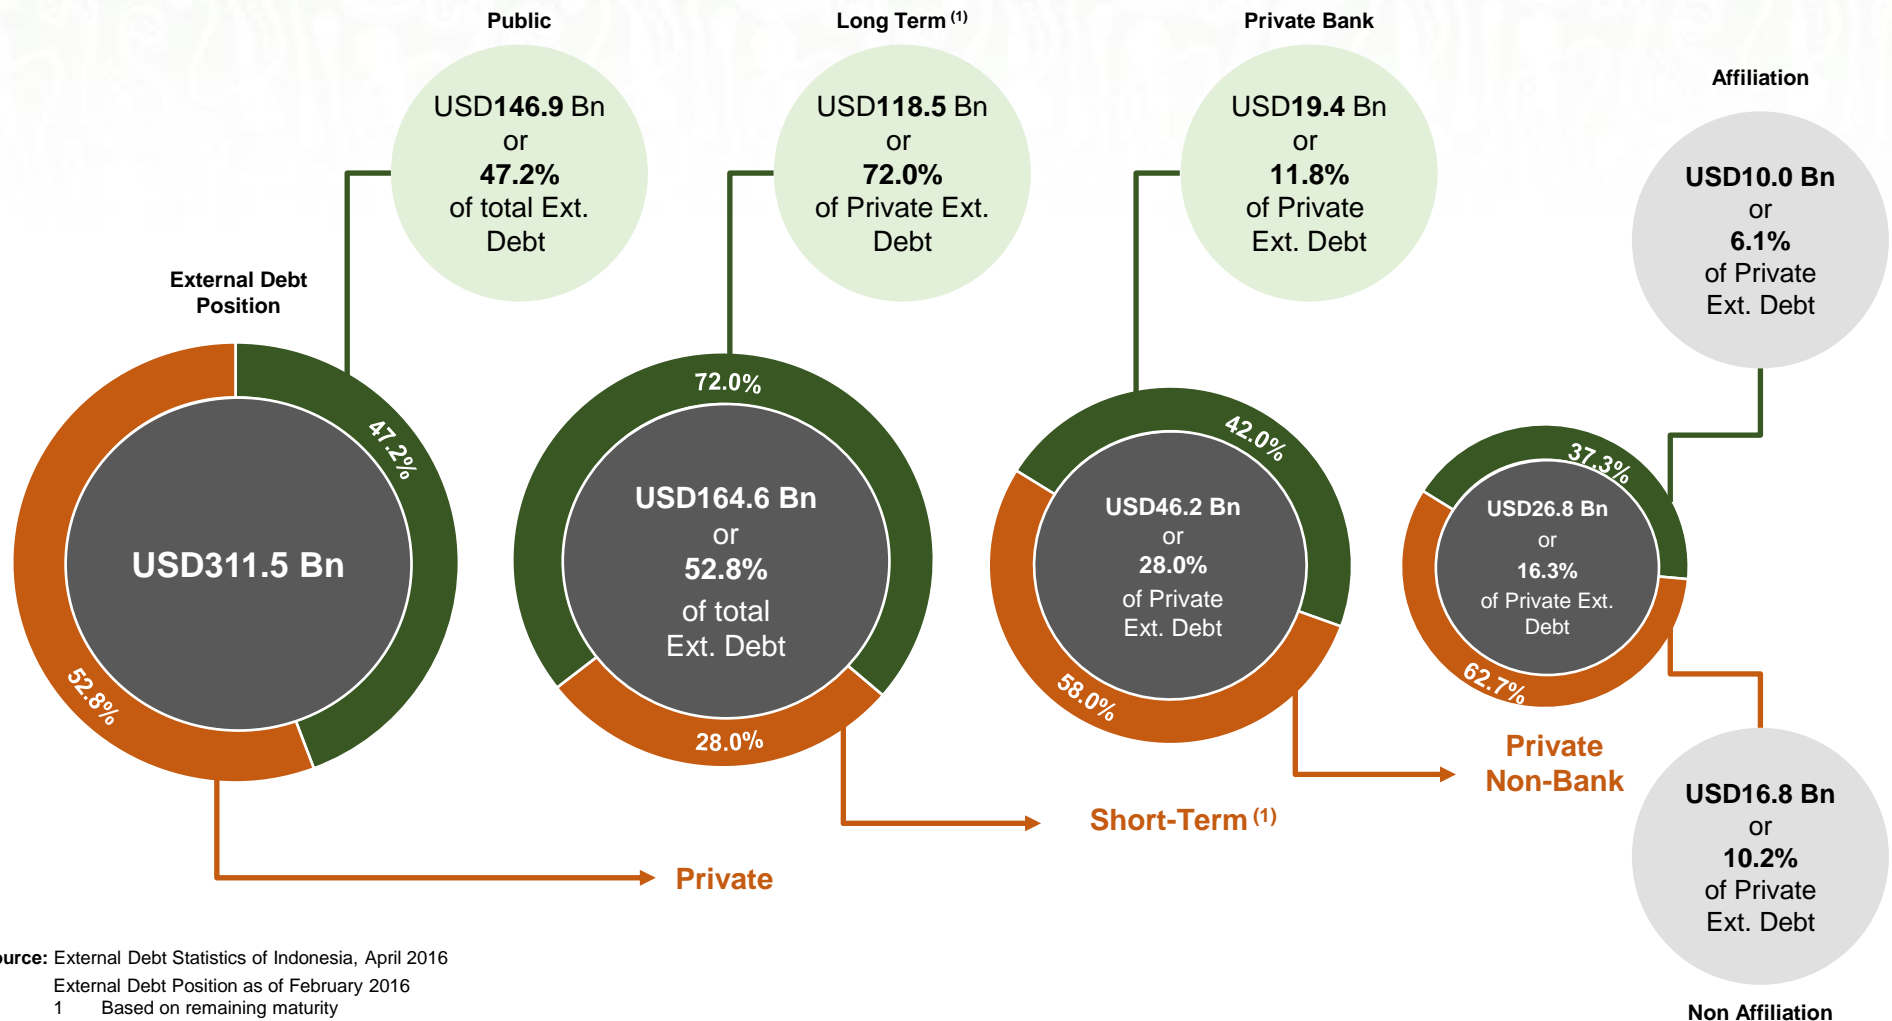 Public
USD146.9 Bn
or
47.2%
of total Ext.
Debt
Long Term (1)
USD118.5 Bn
or
72.0%
of Private Ext.
Debt
Private Bank
USD19.4 Bn
or
11.8%
of Private
Ext. Debt
Affiliation
USD10.0 Bn
or
6.1%
of Private
Ext. Debt
External Debt
Position
47.2%
USD311.5 Bn
52.8%
72.0%
USD164.6 Bn
or
52.8%
of total
Ext. Debt
28.0%
42.0%
USD46.2 Bn
or
28.0%
of Private
Ext. Debt
58.0%
37.3%
USD26.8 Bn
or
16.3%
of Private Ext.
Debt
62.7%
Private
Non-Bank
Short-Term (1)
Private
USD16.8 Bn
or
10.2%
of Private
Ext. Debt
Non Affiliation
ource: External Debt Statistics of Indonesia, April 2016
External Debt Position as of February 2016
1 Based on remaining maturity